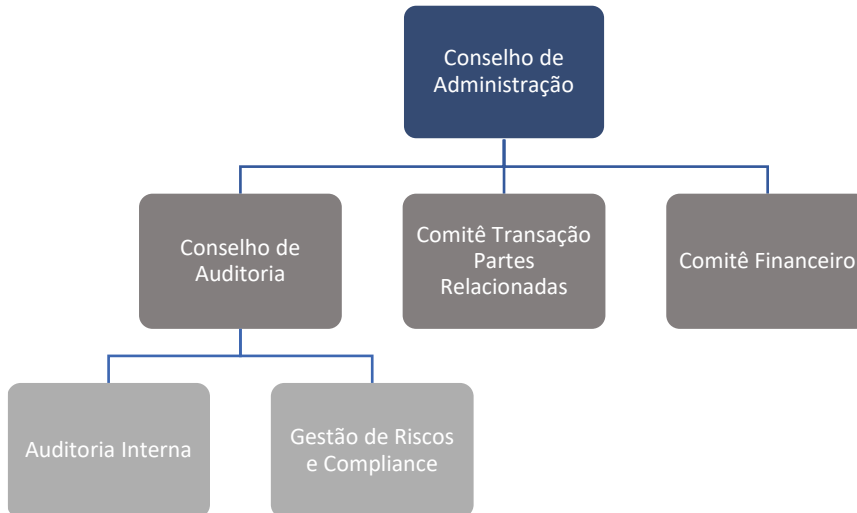 Conselho de
Administração
Conselho de
Auditoria
Comitê Transação
Partes
Relacionadas
Comitê Financeiro
Auditoria Interna
Gestão de Riscos
e Compliance